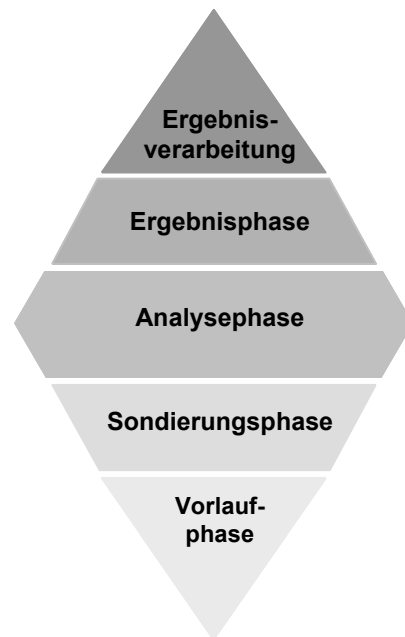 Ergebnis-
verarbeitung
Ergebnisphase
Analysephase
Sondierungsphase
Vorlauf-
phase